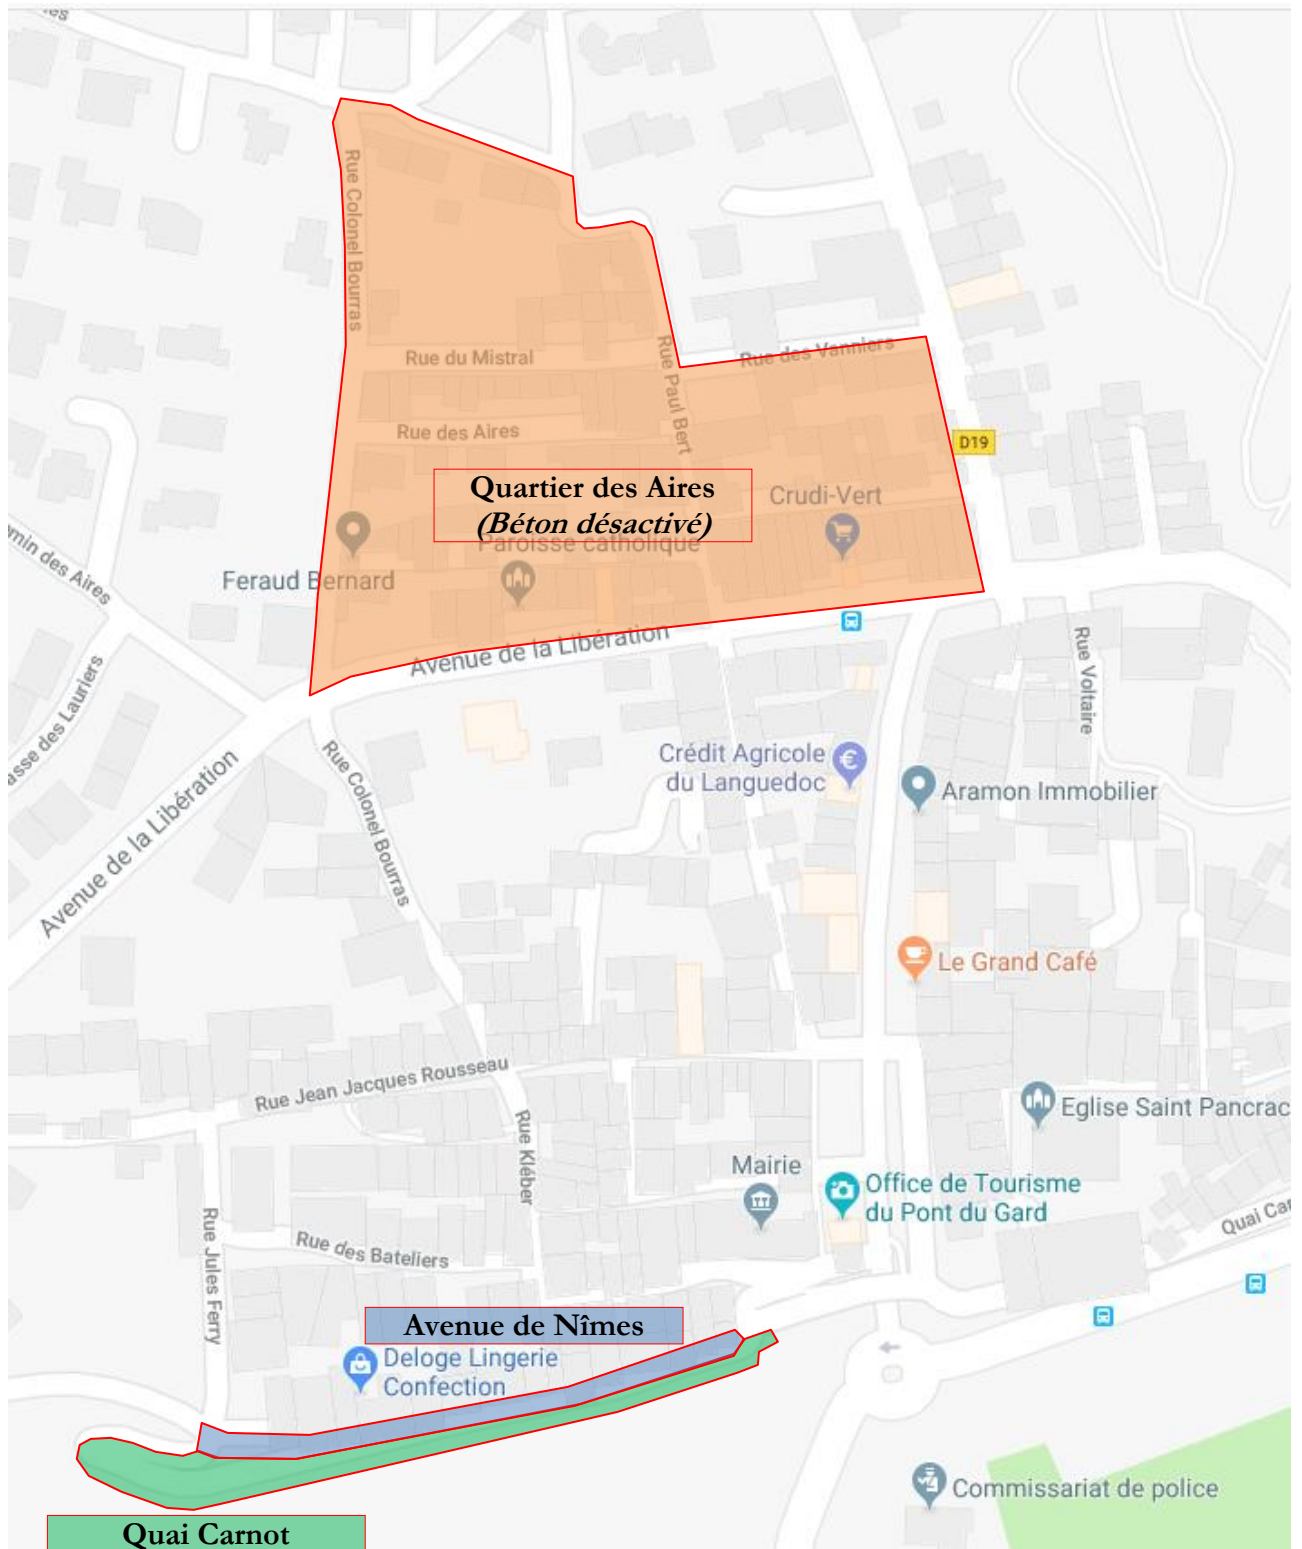 Rue Colonel Bourras
Rue du Mistral
Rue Paul Bert
Rue des Vanniers
Rue des Aires
D19
Quartier des Aires
(Béton désactivé)
Crudi-Vert
Paroisse catholique
Feraud Bernard
emin des Aires
Avenue de la Libération
asse des Lauriers
Rue Voltaire
Avenue de la Libération
Rue Colonel Bourras
Crédit Agricole
du Languedoc
Aramon Immobilier
Le Grand Café
Rue Jean Jacques Rousseau
Rue Kléber
Eglise Saint Pancrac
Mairie
Office de Tourisme
du Pont du Gard
Quai Car
Rue Jules Ferry
Rue des Bateliers
Avenue de Nîmes
Deloge Lingerie
Confection
Commissariat de police
Quai Carnot